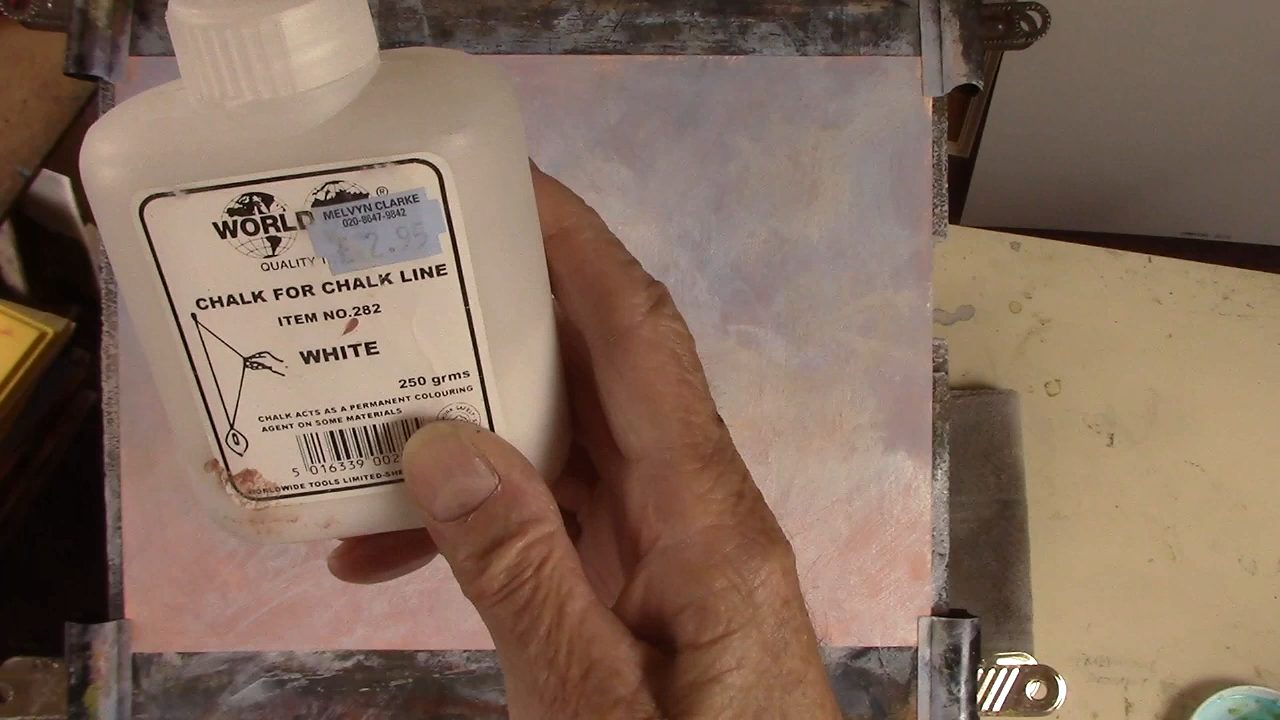 WORLD
®
MELVYN CLARKE
020-8647-9842
£2.95
QUALITY
CHALK FOR CHALK LINE
ITEM NO.282
WHITE
250 grms
CHALK ACTS AS A PERMANENT COLOURING
AGENT ON SOME MATERIALS
5 016339 002
WORLDWIDE TOOLS LIMITED-SHE